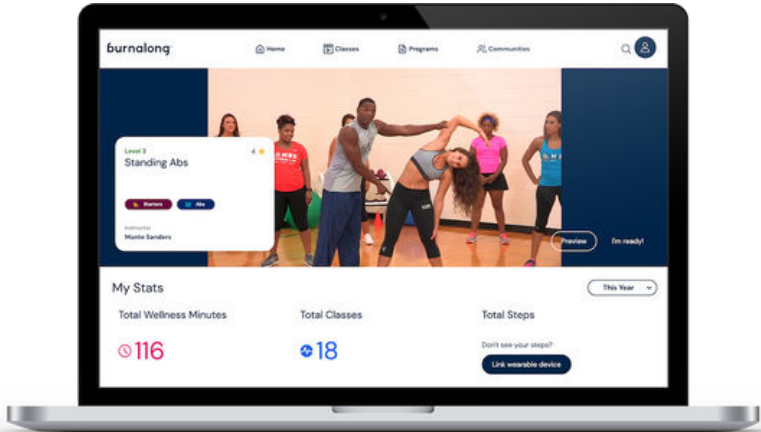 burnalong
Home
Classes
Programs
Communities
Level 3
4
Standing Abs
Starters
Abs
Instructor
Monte Sanders
Preview
I'm ready!
My Stats
This Year
Total Wellness Minutes
Total Classes
Total Steps
116
18
Don't see your steps?
Link wearable device